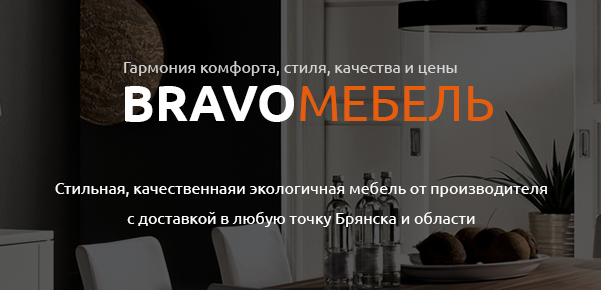 Гармония комфорта, стиля, качества и цены
BRAVOМЕБЕЛЬ
Стильная, качественнаяи экологичная мебель от производителя
с доставкой в любую точку Брянска и области